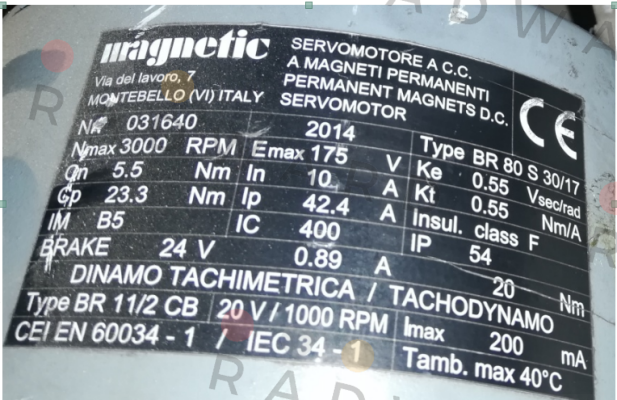 magnetic
Via del lavoro, 7
MONTEBELLO (VI) ITALY
SERVOMOTORE A C.C.
A MAGNETI PERMANENTI
PERMANENT MAGNETS D.C.
SERVOMOTOR
CE
Nr 031640 2014 Type BR 80 S 30/17
Nmax 3000 RPM Emax 175 V Ke 0.55 Vsec/rad
Cn 5.5 Nm In 10 A Kt 0.55 Nm/A
Cp 23.3 Nm Ip 42.4 A Insul. class F
IM B5 IC 400 IP 54
BRAKE 24 V 0.89 A 20 Nm
DINAMO TACHIMETRICA / TACHODYNAMO
Type BR 11/2 CB 20 V / 1000 RPM Imax 200 mA
CEI EN 60034 - 1 / IEC 34 - 1 Tamb. max 40°C
RADWA
R
RAD